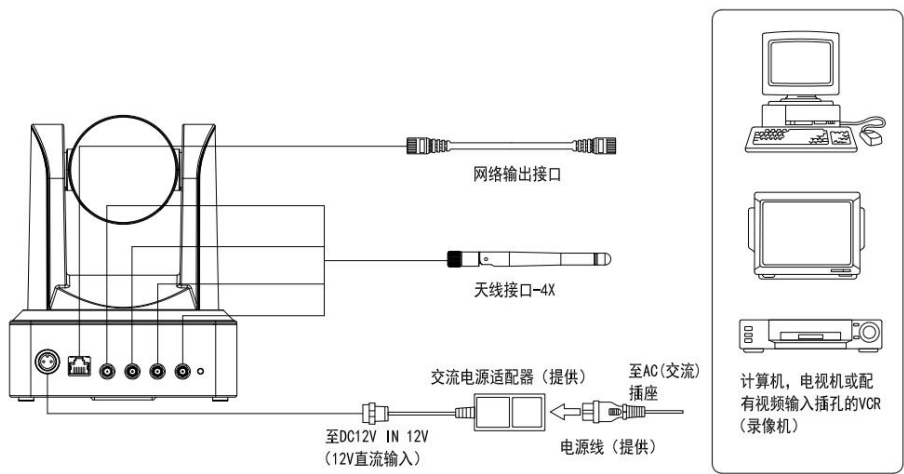 网络输出接口
天线接口-4X
交流电源适配器（提供）
至AC(交流)
插座
至DC12V IN 12V
（12V直流输入）
电源线（提供）
计算机，电视机或配
有视频输入插孔的VCR
（录像机）